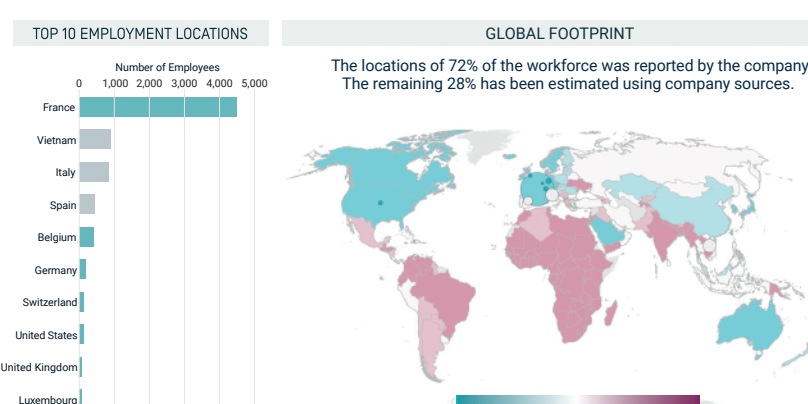 TOP 10 EMPLOYMENT LOCATIONS
Number of Employees
0 1,000 2,000 3,000 4,000 5,000
France
Vietnam
Italy
Spain
Belgium
Germany
Switzerland
United States
United Kingdom
Luxembourg
GLOBAL FOOTPRINT
The locations of 72% of the workforce was reported by the company
The remaining 28% has been estimated using company sources.